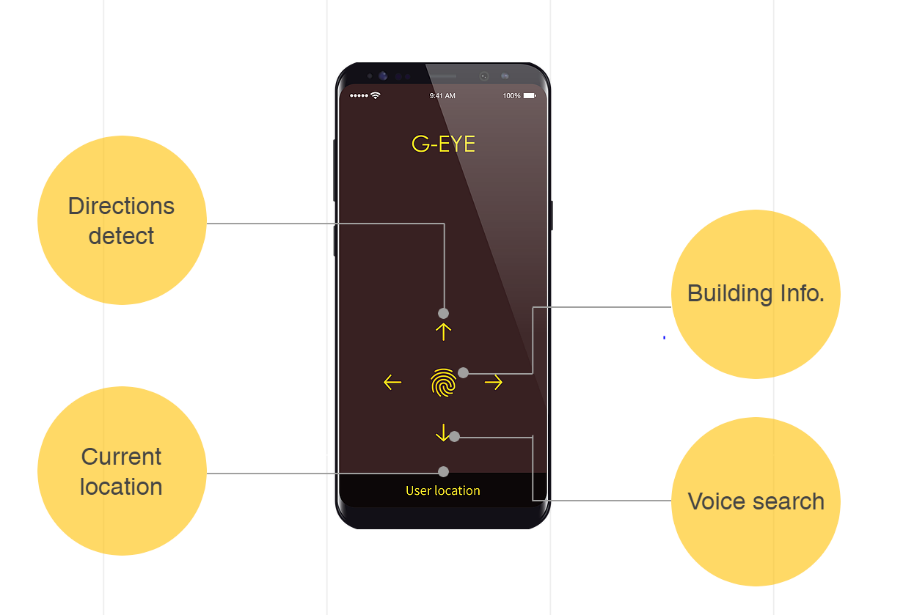 9:41 AM
100%
G-EYE
Directions
detect
Building Info.
Current
location
User location
Voice search